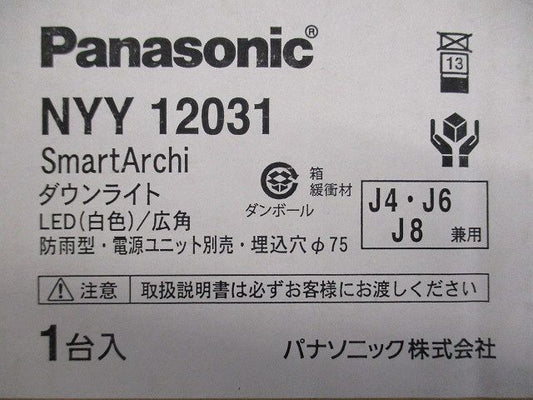 Panasonic®
13
NYY 12031
SmartArchi
ダウンライト
LED(白色)/広角
防雨型・電源ユニット別売・埋込穴φ75
ダンボール
箱
緩衝材
J4・J6
J8 兼用
注意 取扱説明書は必ずお客様にお渡しください
1台入
パナソニック株式会社